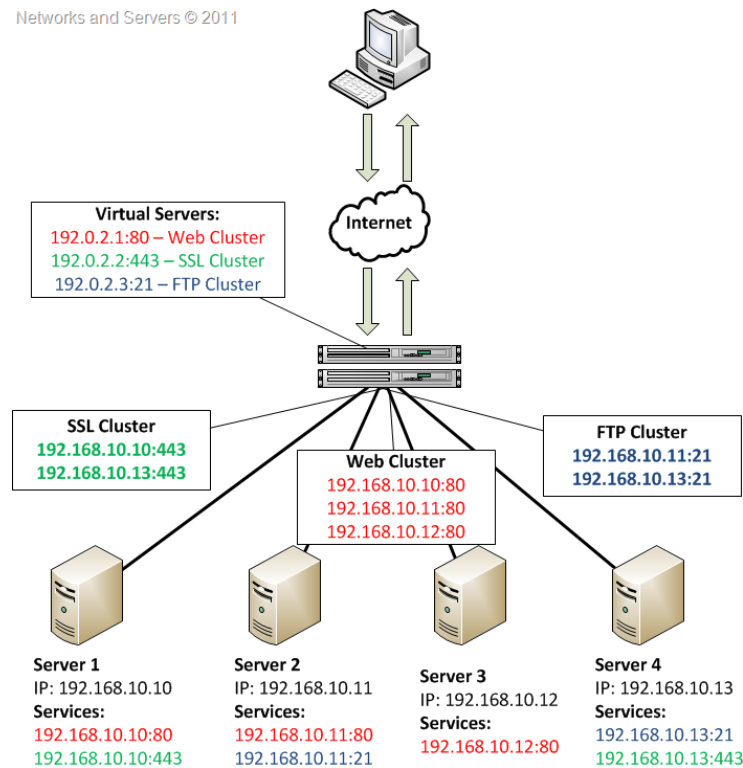 Networks and Servers © 2011
Internet
Virtual Servers:
192.0.2.1:80 – Web Cluster
192.0.2.2:443 – SSL Cluster
192.0.2.3:21 – FTP Cluster
SSL Cluster
192.168.10.10:443
192.168.10.13:443
Web Cluster
192.168.10.10:80
192.168.10.11:80
192.168.10.12:80
FTP Cluster
192.168.10.11:21
192.168.10.13:21
Server 1
IP: 192.168.10.10
Services:
192.168.10.10:80
192.168.10.10:443
Server 2
IP: 192.168.10.11
Services:
192.168.10.11:80
192.168.10.11:21
Server 3
IP: 192.168.10.12
Services:
192.168.10.12:80
Server 4
IP: 192.168.10.13
Services:
192.168.10.13:21
192.168.10.13:443